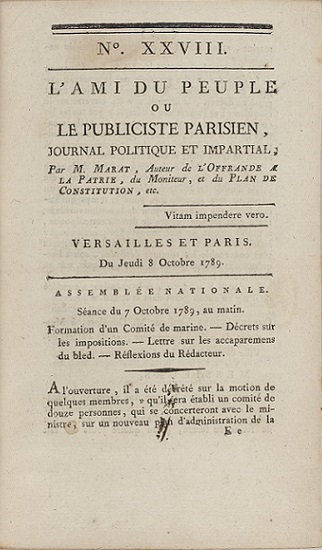 N°. XXVIII.
L'AMI DU PEUPLE
OU
LE PUBLICISTE PARISIEN,
JOURNAL POLITIQUE ET IMPARTIAL;
Par M. MARAT, Auteur de L'OFFRANDE A
LA PATRIE, du Moniteur, et du PLAN DE
CONSTITUTION, etc.
Vitam impendere vero.
VERSAILLES ET PARIS.
Du Jeudi 8 Octobre 1789.
ASSEMBLÉE NATIONALE.
Séance du 7 Octobre 1789, au matin.
Formation d'un Comité de marine. — Décrets sur
les impositions. — Lettre sur les accaparemens
du bled. — Réflexions du Rédacteur.
A l'ouverture, il a été décrété sur la motion de
quelques membres, » qu'il sera établi un comité de
douze personnes, qui se concerteront avec le mi-
nistre, sur un nouveau plan d'administration de la
E e